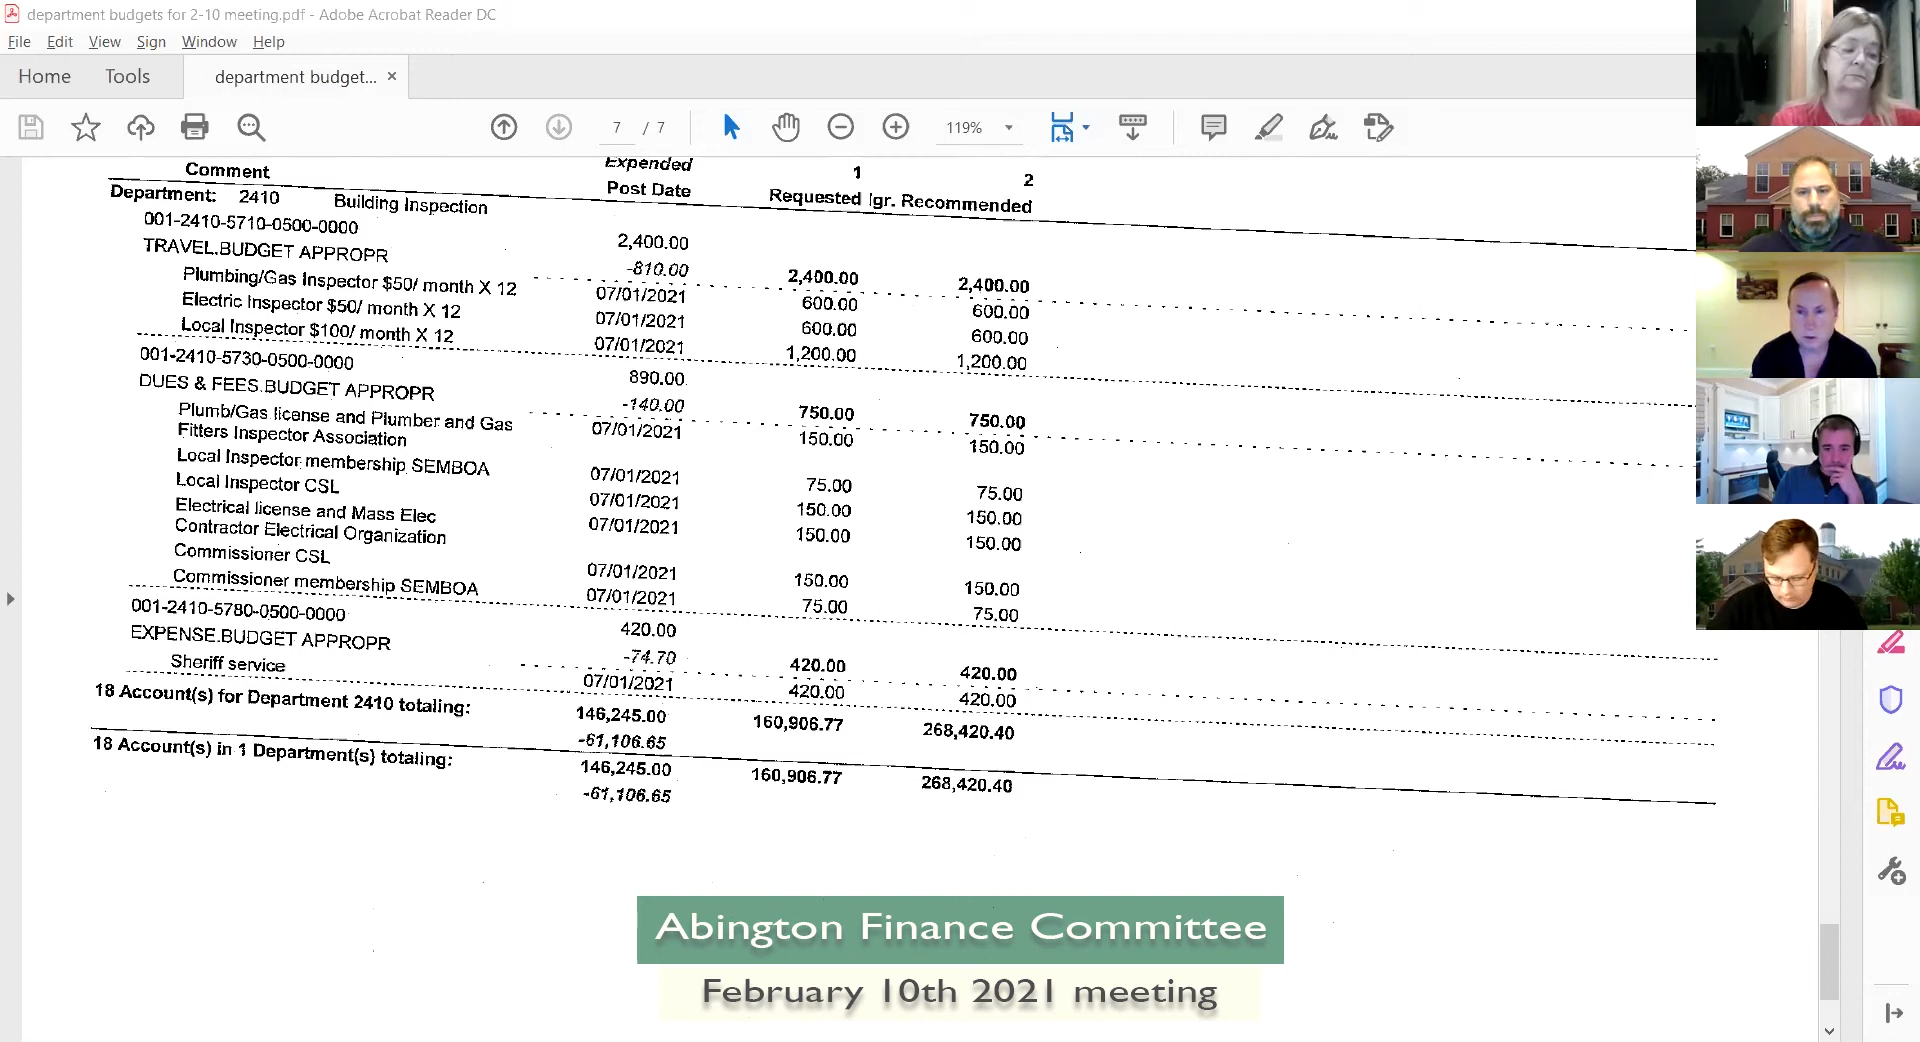 department budgets for 2-10 meeting.pdf - Adobe Acrobat Reader DC
File Edit View Sign Window Help
Home Tools department budget... ×
7 / 7 119%
Expended 1 2
Comment Post Date Requested lgr. Recommended
Department: 2410 Building Inspection
001-2410-5710-0500-0000 2,400.00
TRAVEL.BUDGET APPROPR -810.00 2,400.00 2,400.00
Plumbing/Gas Inspector $50/ month X 12 07/01/2021 600.00 600.00
Electric Inspector $50/ month X 12 07/01/2021 600.00 600.00
Local Inspector $100/ month X 12 07/01/2021 1,200.00 1,200.00
001-2410-5730-0500-0000 890.00
DUES & FEES.BUDGET APPROPR -140.00 750.00 750.00
Plumb/Gas license and Plumber and Gas 07/01/2021 150.00 150.00
Fitters Inspector Association
Local Inspector membership SEMBOA 07/01/2021 75.00 75.00
Local Inspector CSL 07/01/2021 150.00 150.00
Electrical license and Mass Elec 07/01/2021 150.00 150.00
Contractor Electrical Organization
Commissioner CSL 07/01/2021 150.00 150.00
Commissioner membership SEMBOA 07/01/2021 75.00 75.00
001-2410-5780-0500-0000 420.00
EXPENSE.BUDGET APPROPR -74.70 420.00 420.00
Sheriff service 07/01/2021 420.00 420.00
18 Account(s) for Department 2410 totaling: 146,245.00 160,906.77 268,420.40
-61,106.65
18 Account(s) in 1 Department(s) totaling: 146,245.00 160,906.77 268,420.40
-61,106.65
Abington Finance Committee
February 10th 2021 meeting